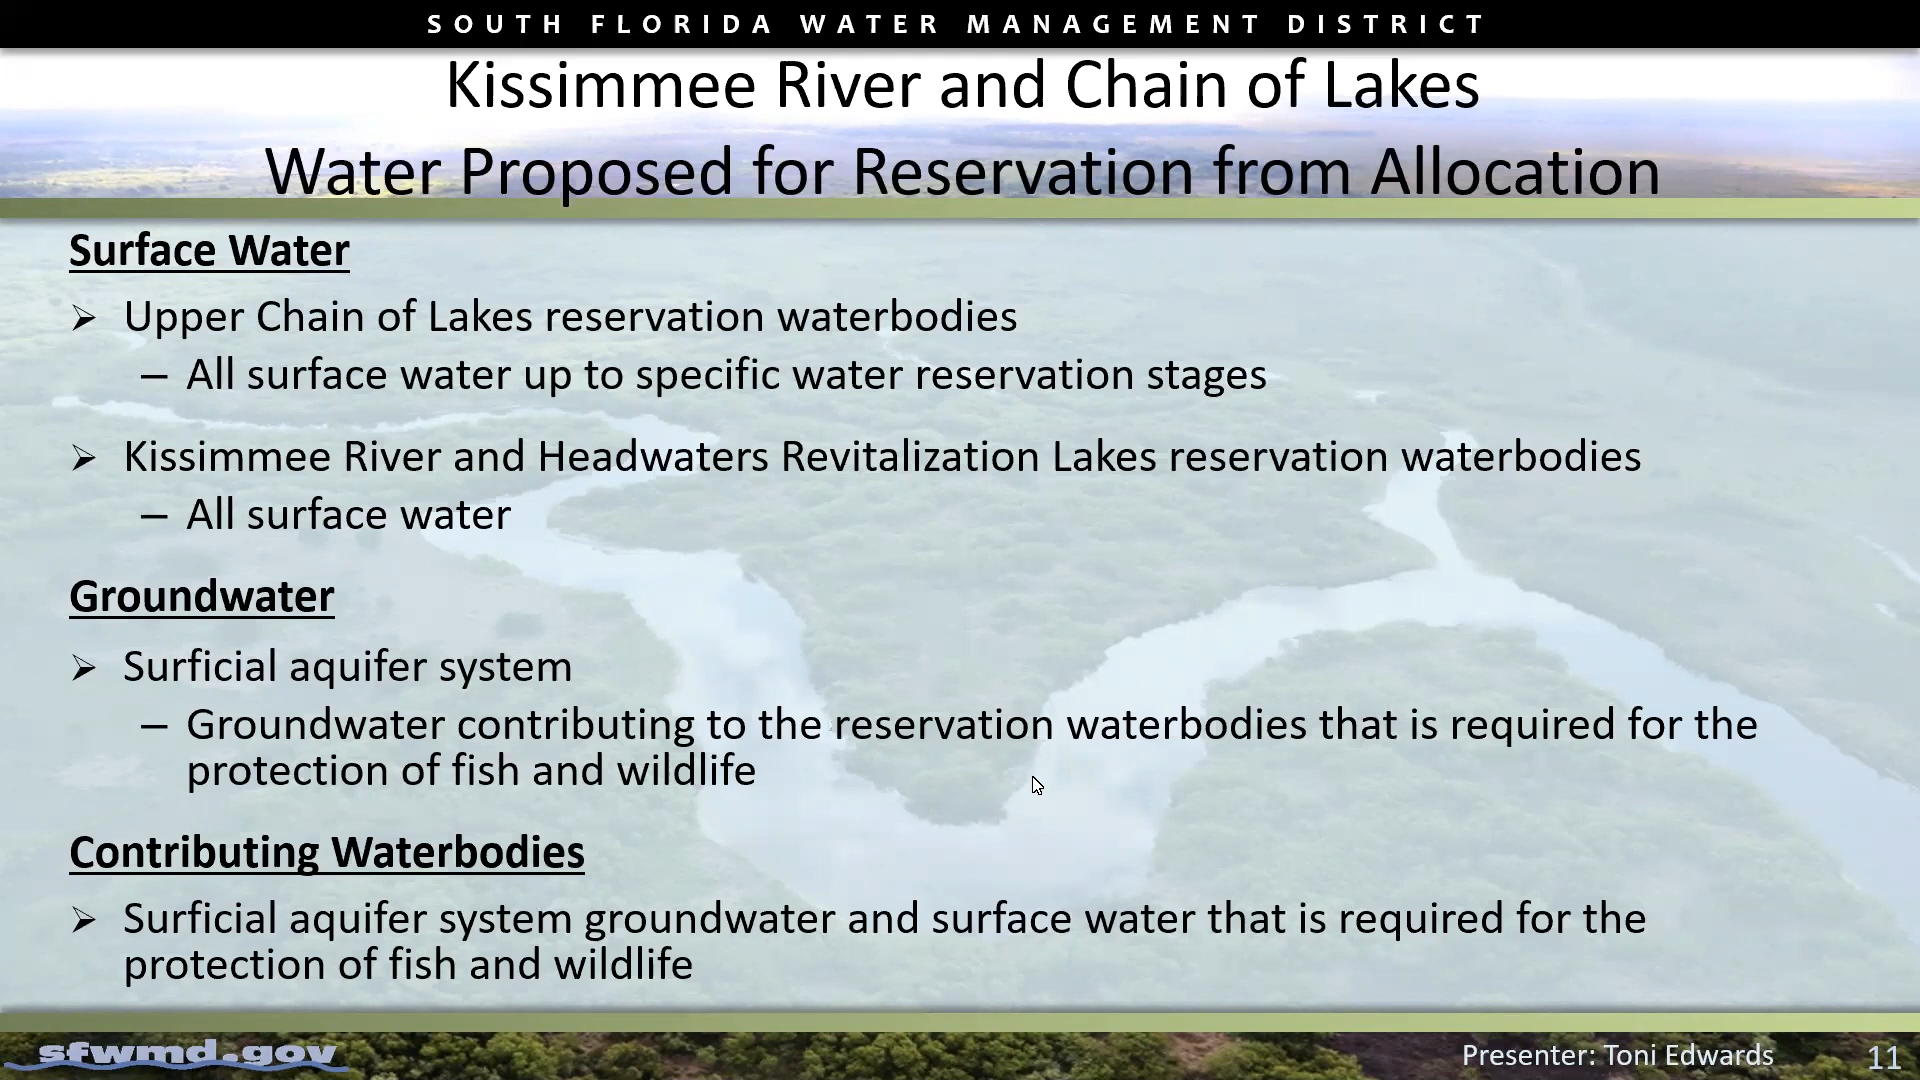 SOUTH FLORIDA WATER MANAGEMENT DISTRICT
Kissimmee River and Chain of Lakes
Water Proposed for Reservation from Allocation
Surface Water
➢ Upper Chain of Lakes reservation waterbodies
– All surface water up to specific water reservation stages
➢ Kissimmee River and Headwaters Revitalization Lakes reservation waterbodies
– All surface water
Groundwater
➢ Surficial aquifer system
– Groundwater contributing to the reservation waterbodies that is required for the
protection of fish and wildlife
Contributing Waterbodies
➢ Surficial aquifer system groundwater and surface water that is required for the
protection of fish and wildlife
sfwmd.gov
Presenter: Toni Edwards
11